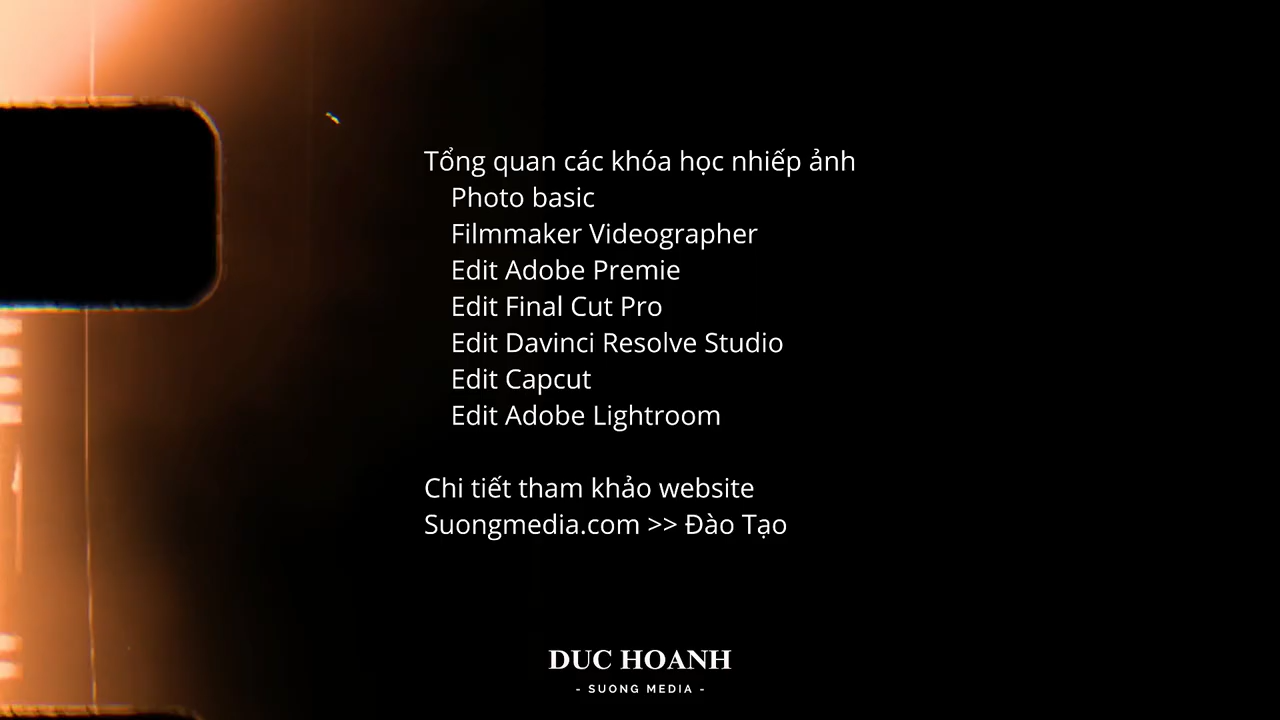 Tổng quan các khóa học nhiếp ảnh
Photo basic
Filmmaker Videographer
Edit Adobe Premie
Edit Final Cut Pro
Edit Davinci Resolve Studio
Edit Capcut
Edit Adobe Lightroom
Chi tiết tham khảo website
Suongmedia.com >> Đào Tạo
DUC HOANH
- SUONG MEDIA -